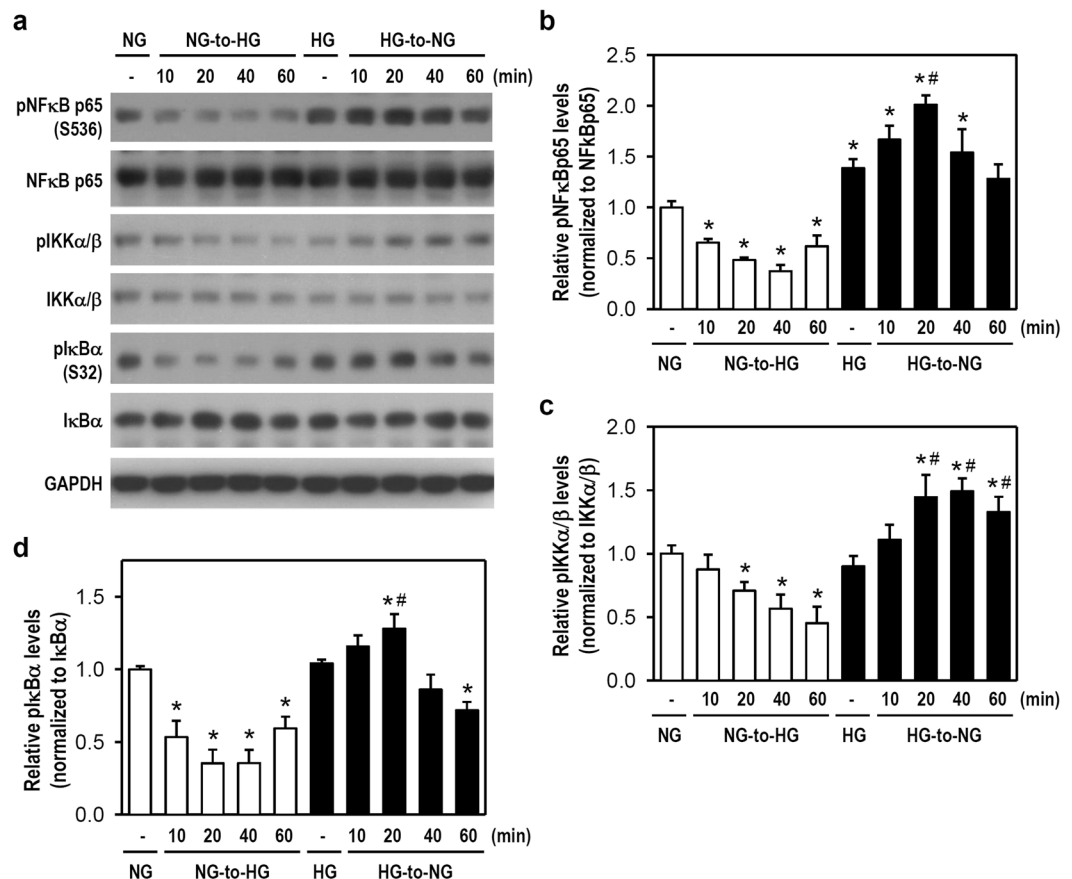 a
NG NG-to-HG HG HG-to-NG
- 10 20 40 60 - 10 20 40 60 (min)
pNFκB p65
(S536)
NFκB p65
pIKKα/β
IKKα/β
pIκBα
(S32)
IκBα
GAPDH
b
Relative pNFκBp65 levels
(normalized to NFkBp65)
2.5
2.0
1.5
1.0
0.5
0.0
* * * * * * *# *
- 10 20 40 60 - 10 20 40 60 (min)
NG NG-to-HG HG HG-to-NG
c
Relative pIKKα/β levels
(normalized to IKKα/β)
2.0
1.5
1.0
0.5
0.0
* * * *# *# *#
- 10 20 40 60 - 10 20 40 60 (min)
NG NG-to-HG HG HG-to-NG
d
Relative pIκBα levels
(normalized to IκBα)
1.5
1.0
0.5
0.0
* * * * *# *
- 10 20 40 60 - 10 20 40 60 (min)
NG NG-to-HG HG HG-to-NG